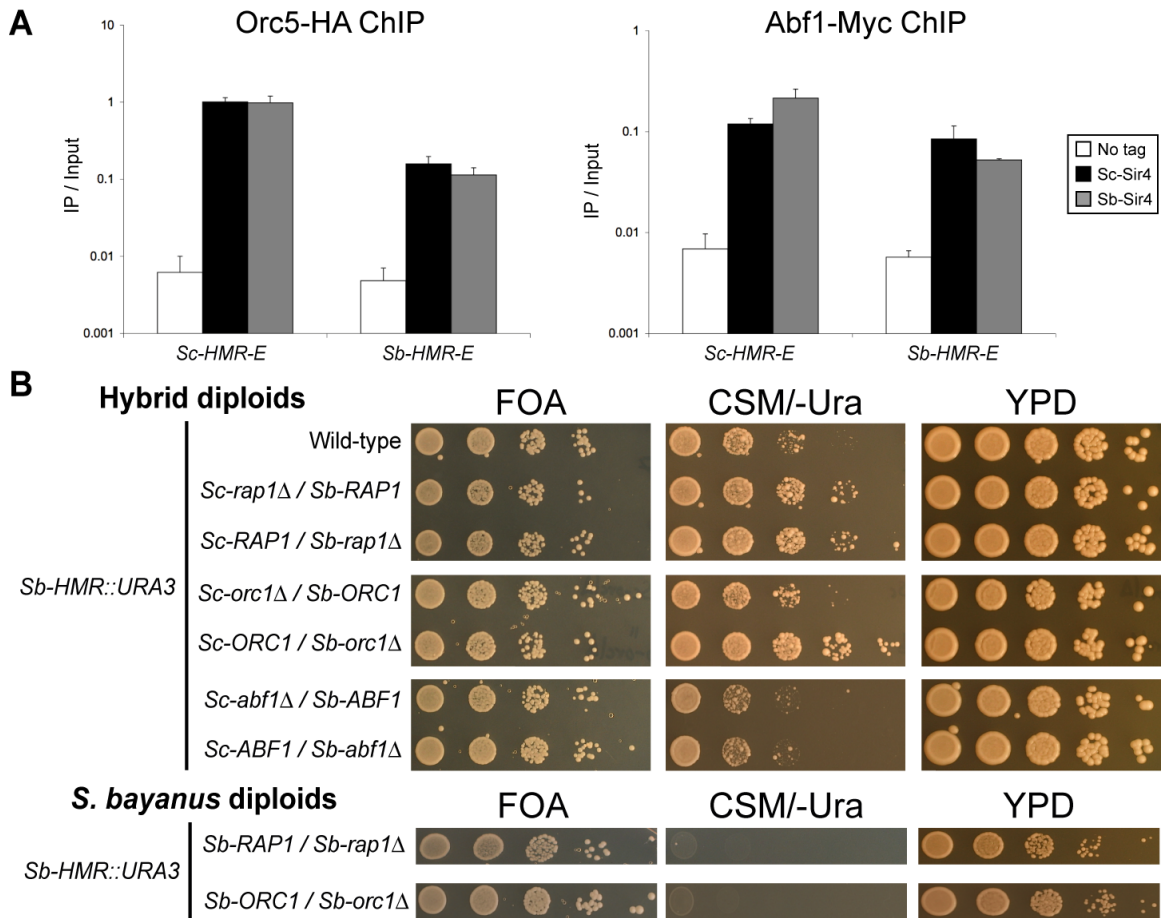 A
Orc5-HA ChIP
Abf1-Myc ChIP
IP / Input
10
1
0.1
0.01
0.001
Sc-HMR-E Sb-HMR-E
IP / Input
1
0.1
0.01
0.001
Sc-HMR-E Sb-HMR-E
No tag
Sc-Sir4
Sb-Sir4
B
Hybrid diploids
FOA CSM/-Ura YPD
Sb-HMR::URA3
Wild-type
Sc-rap1Δ / Sb-RAP1
Sc-RAP1 / Sb-rap1Δ
Sc-orc1Δ / Sb-ORC1
Sc-ORC1 / Sb-orc1Δ
Sc-abf1Δ / Sb-ABF1
Sc-ABF1 / Sb-abf1Δ
S. bayanus diploids
FOA CSM/-Ura YPD
Sb-HMR::URA3
Sb-RAP1 / Sb-rap1Δ
Sb-ORC1 / Sb-orc1Δ